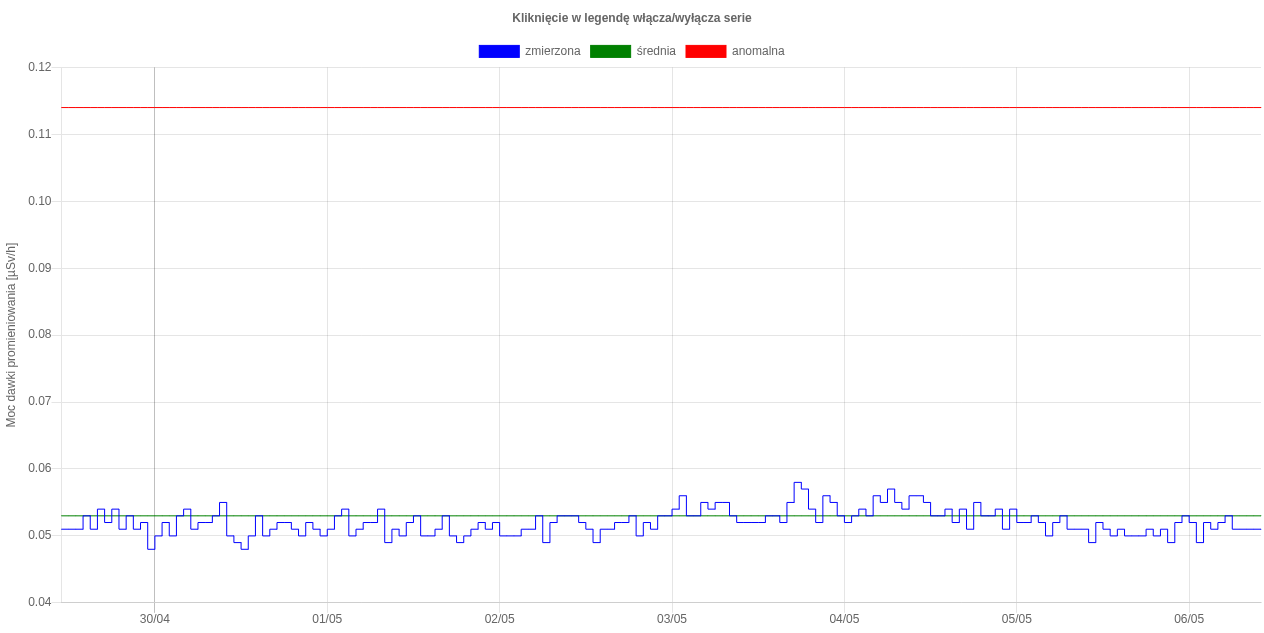 Kliknięcie w legendę włącza/wyłącza serie
zmierzona średnia anomalna
Moc dawki promieniowania [µSv/h]
0.12
0.11
0.10
0.09
0.08
0.07
0.06
0.05
0.04
30/04 01/05 02/05 03/05 04/05 05/05 06/05